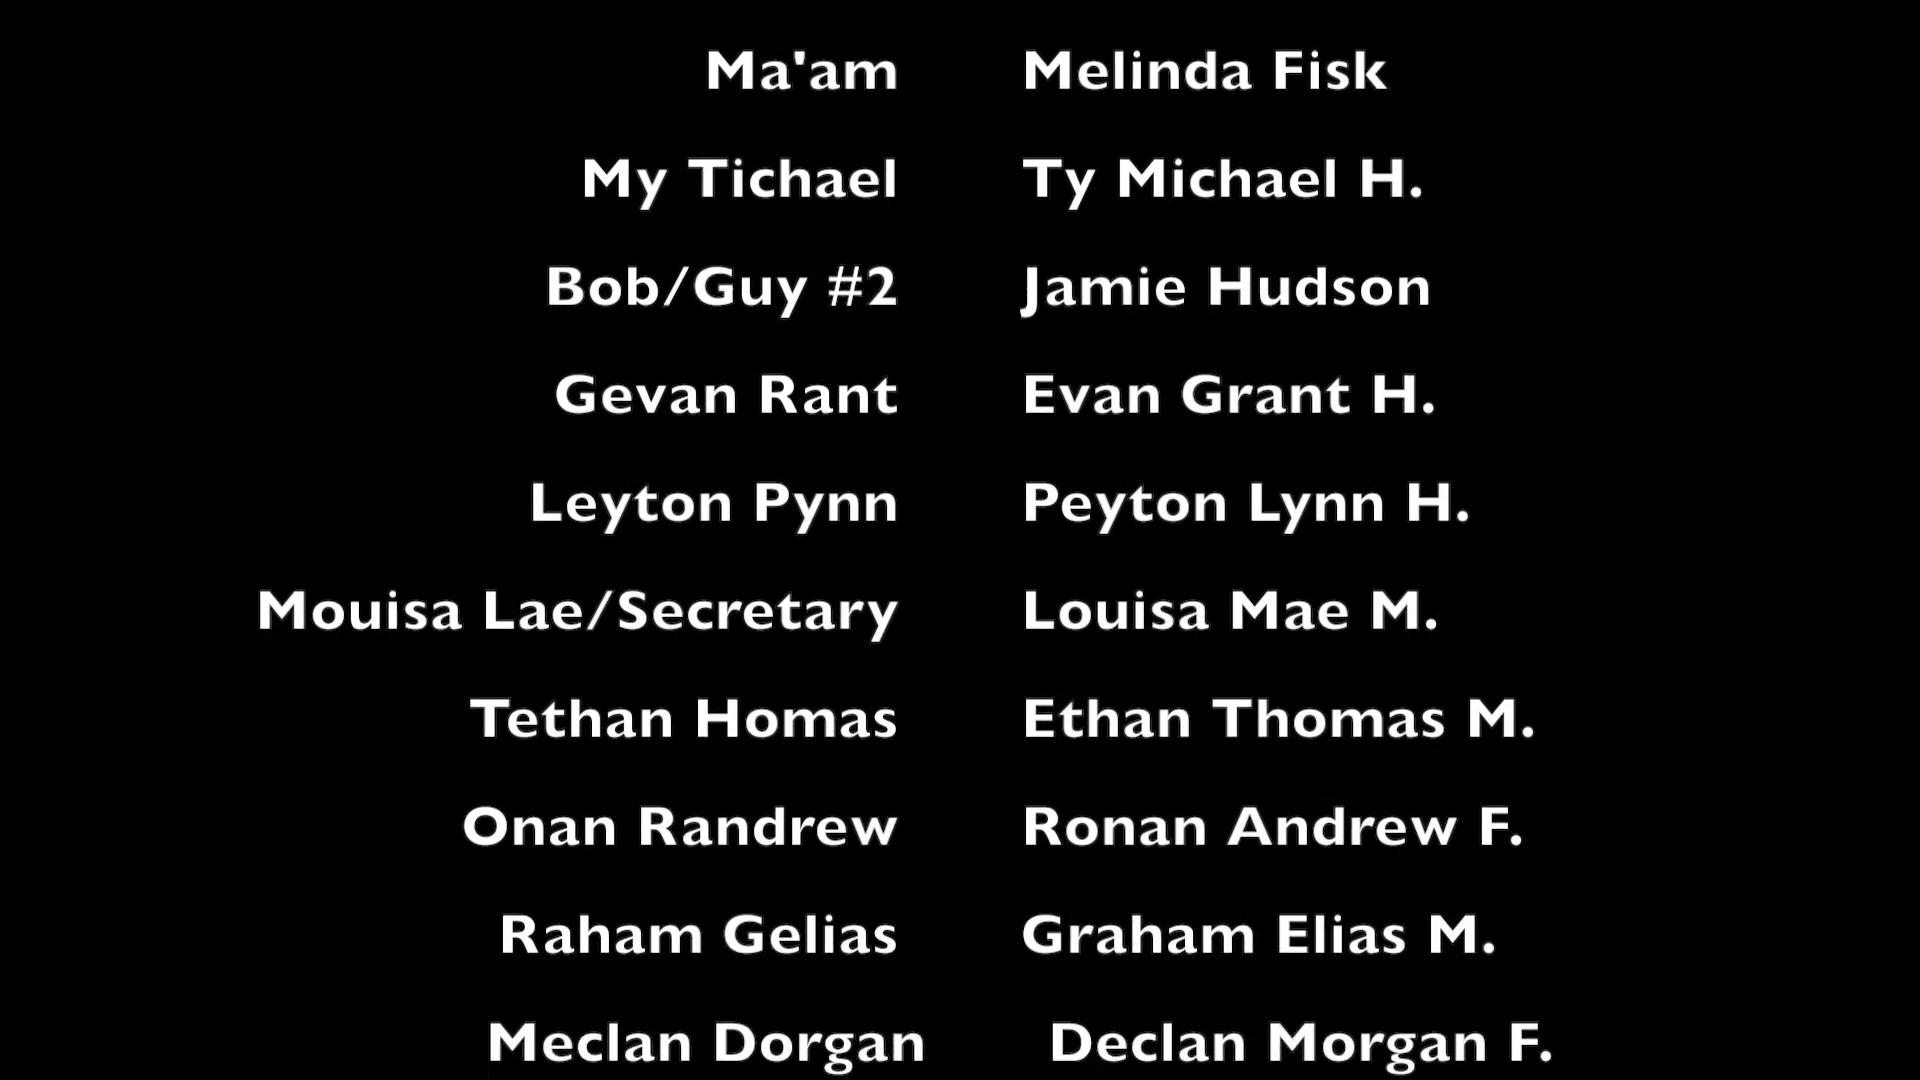 Ma'am Melinda Fisk
My Tichael Ty Michael H.
Bob/Guy #2 Jamie Hudson
Gevan Rant Evan Grant H.
Leyton Pynn Peyton Lynn H.
Mouisa Lae/Secretary Louisa Mae M.
Tethan Homas Ethan Thomas M.
Onan Randrew Ronan Andrew F.
Raham Gelias Graham Elias M.
Meclan Dorgan Declan Morgan F.